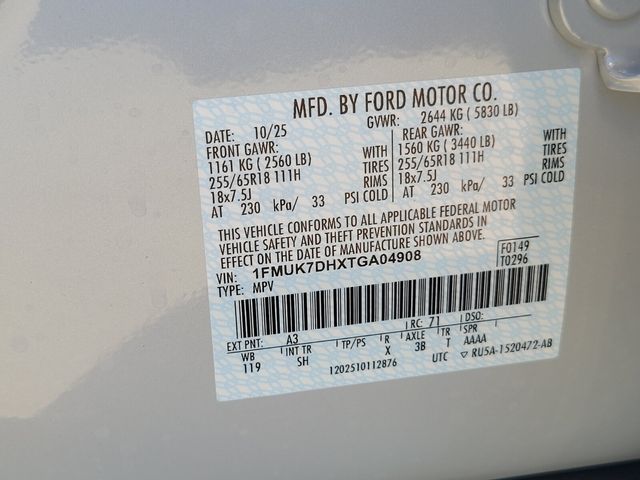 MFD. BY FORD MOTOR CO.
DATE: 10/25 GVWR: 2644 KG ( 5830 LB)
FRONT GAWR: REAR GAWR:
1161 KG ( 2560 LB) WITH 1560 KG ( 3440 LB) WITH
255/65R18 111H TIRES 255/65R18 111H TIRES
18x7.5J RIMS 18x7.5J RIMS
AT 230 kPa/ 33 PSI COLD AT 230 kPa/ 33 PSI COLD
THIS VEHICLE CONFORMS TO ALL APPLICABLE FEDERAL MOTOR
VEHICLE SAFETY AND THEFT PREVENTION STANDARDS IN
EFFECT ON THE DATE OF MANUFACTURE SHOWN ABOVE.
VIN: 1FMUK7DHXTGA04908 F0149
TYPE: MPV T0296
EXT PNT: A3 RC: 71 DSO:
WB INT TR TP/PS R AXLE TR SPR
119 SH X 3B T AAAA
1202510112876 UTC ▽ RU5A-1520472-AB